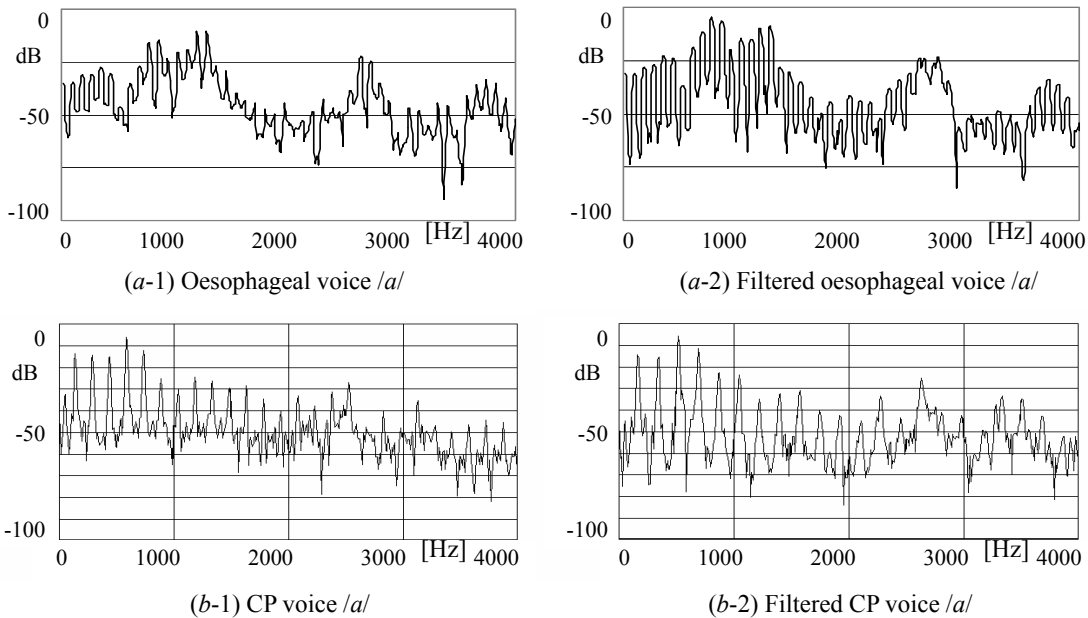 0
dB
-50
-100
0 1000 2000 3000 [Hz] 4000
(a-1) Oesophageal voice /a/
0
dB
-50
-100
0 1000 2000 3000 [Hz] 4000
(a-2) Filtered oesophageal voice /a/
0
dB
-50
-100
0 1000 2000 3000 [Hz] 4000
(b-1) CP voice /a/
0
dB
-50
-100
0 1000 2000 3000 [Hz] 4000
(b-2) Filtered CP voice /a/